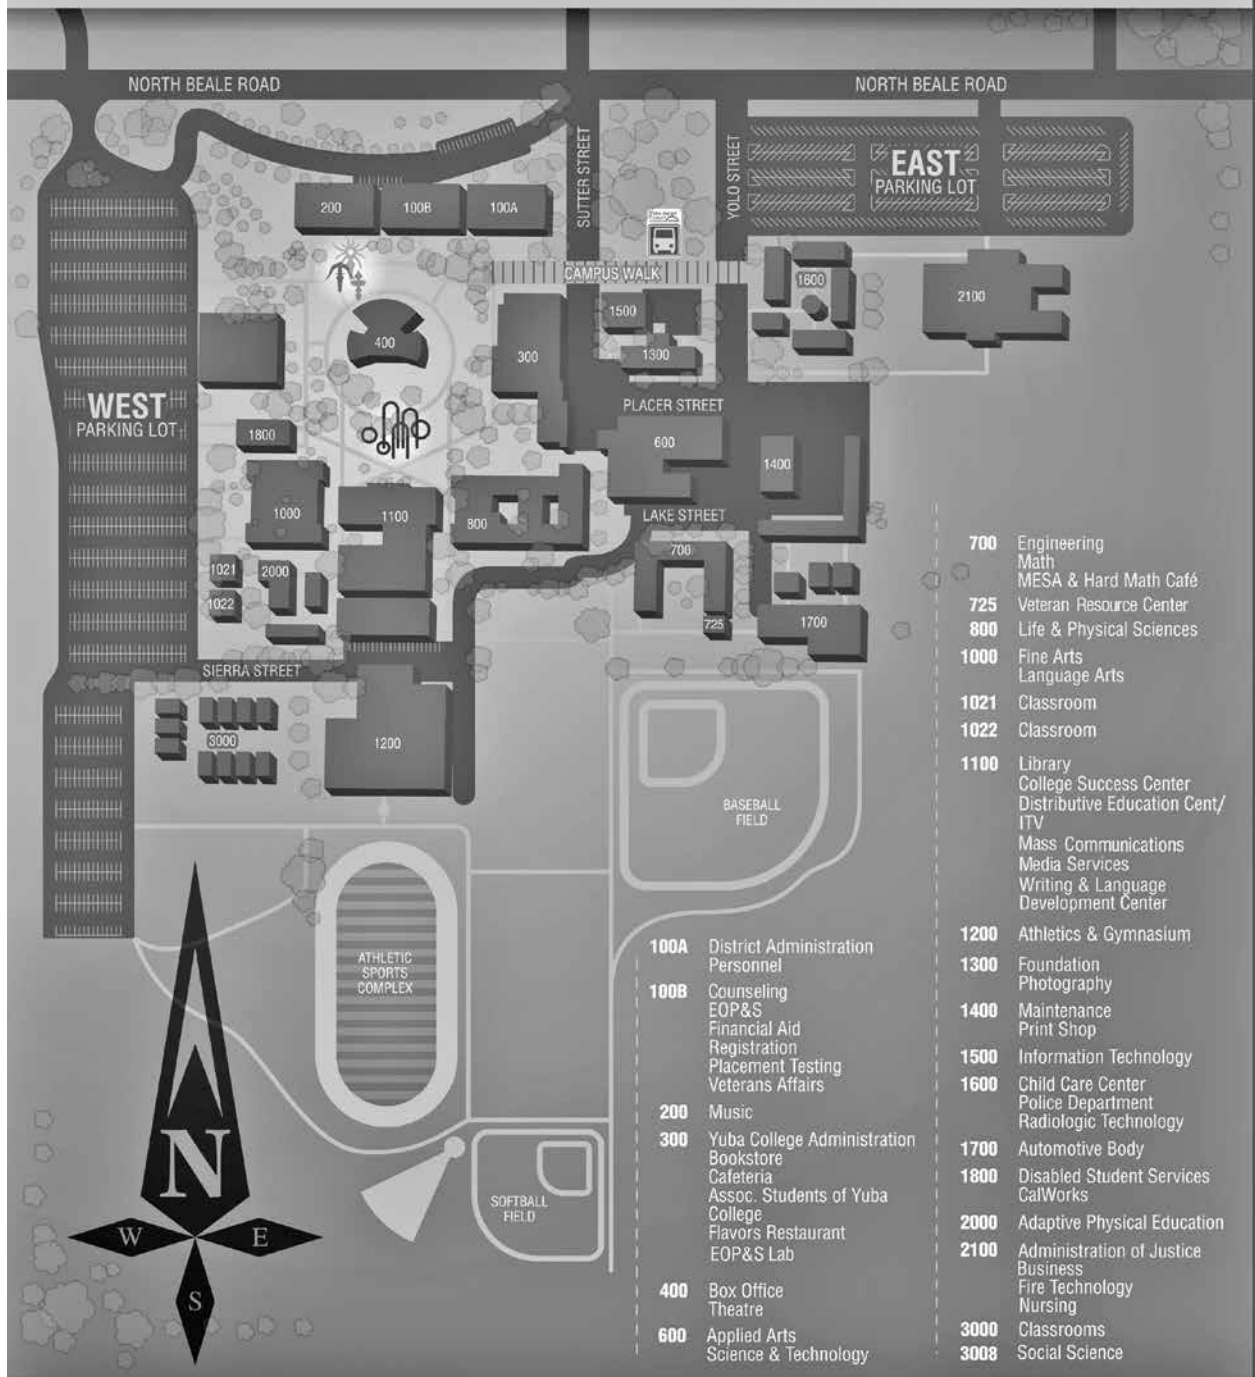 NORTH BEALE ROAD
NORTH BEALE ROAD
SUTTER STREET
YOLO STREET
EAST
PARKING LOT
200
100B
100A
CAMPUS WALK
1600
2100
1500
400
300
1300
WEST
PARKING LOT
PLACER STREET
1800
600
1400
1000
1100
800
LAKE STREET
700
1021
2000
1022
725
1700
SIERRA STREET
3000
1200
BASEBALL
FIELD
ATHLETIC
SPORTS
COMPLEX
SOFTBALL
FIELD
N
W
E
S
100A District Administration
Personnel
100B Counseling
EOP&S
Financial Aid
Registration
Placement Testing
Veterans Affairs
200 Music
300 Yuba College Administration
Bookstore
Cafeteria
Assoc. Students of Yuba
College
Flavors Restaurant
EOP&S Lab
400 Box Office
Theatre
600 Applied Arts
Science & Technology
700 Engineering
Math
MESA & Hard Math Café
725 Veteran Resource Center
800 Life & Physical Sciences
1000 Fine Arts
Language Arts
1021 Classroom
1022 Classroom
1100 Library
College Success Center
Distributive Education Cent/
ITV
Mass Communications
Media Services
Writing & Language
Development Center
1200 Athletics & Gymnasium
1300 Foundation
Photography
1400 Maintenance
Print Shop
1500 Information Technology
1600 Child Care Center
Police Department
Radiologic Technology
1700 Automotive Body
1800 Disabled Student Services
CalWorks
2000 Adaptive Physical Education
2100 Administration of Justice
Business
Fire Technology
Nursing
3000 Classrooms
3008 Social Science